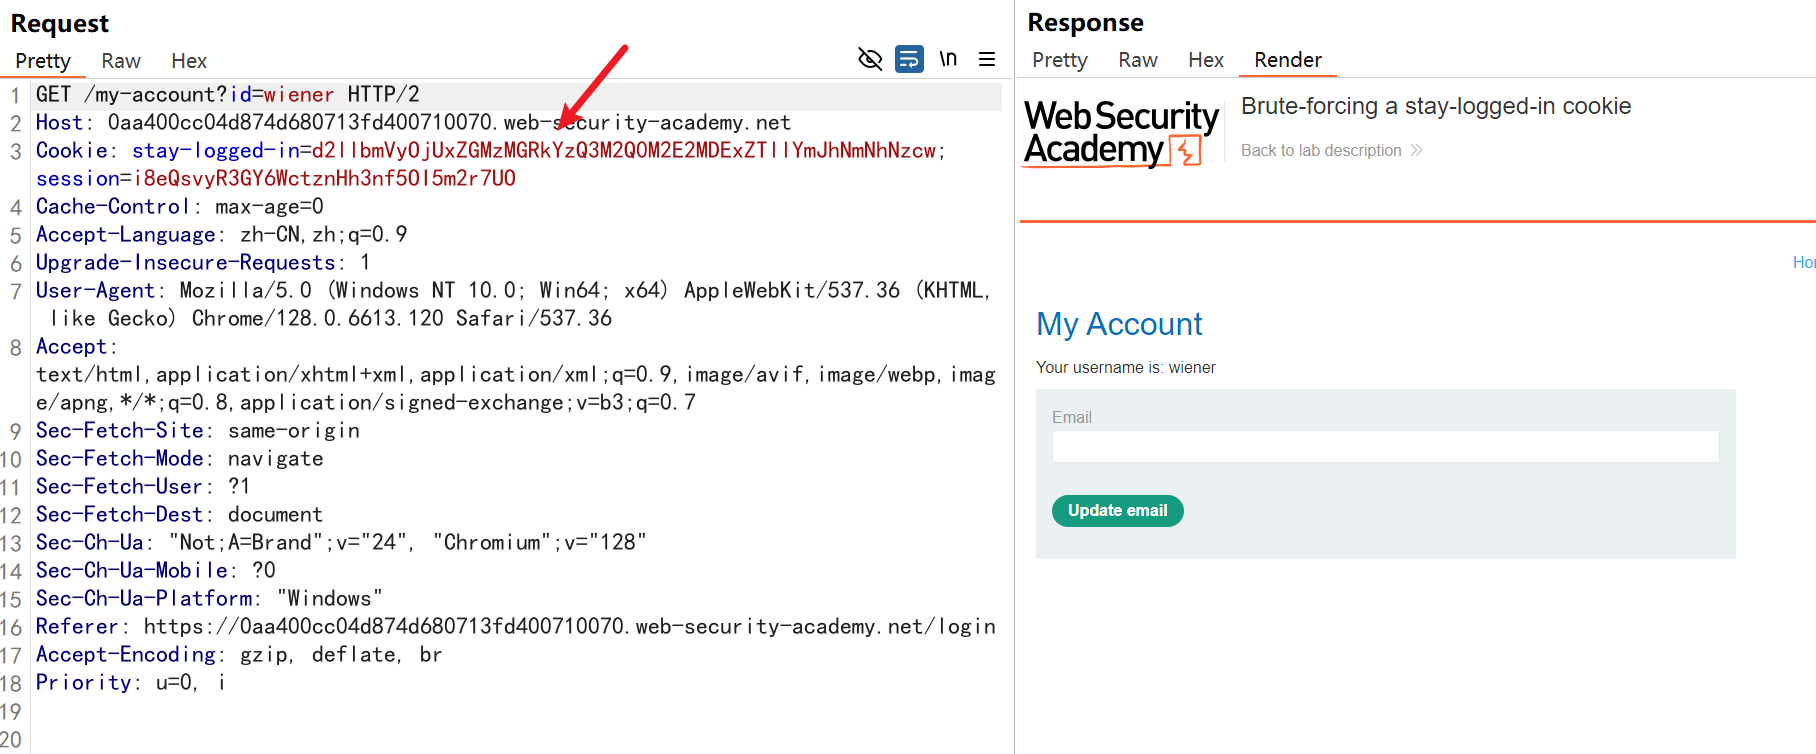 Request
Pretty Raw Hex \n
1 GET /my-account?id=wiener HTTP/2
2 Host: 0aa400cc04d874d680713fd400710070.web-security-academy.net
3 Cookie: stay-logged-in=d2llbmVyOjUxZGMzMGRkYzQ3M2Q0M2E2MDExZTllYmJhNmNhNzcw;
session=i8eQsvyR3GY6WctznHh3nf5OI5m2r7UO
4 Cache-Control: max-age=0
5 Accept-Language: zh-CN,zh;q=0.9
6 Upgrade-Insecure-Requests: 1
7 User-Agent: Mozilla/5.0 (Windows NT 10.0; Win64; x64) AppleWebKit/537.36 (KHTML,
like Gecko) Chrome/128.0.6613.120 Safari/537.36
8 Accept:
text/html,application/xhtml+xml,application/xml;q=0.9,image/avif,image/webp,imag
e/apng,*/*;q=0.8,application/signed-exchange;v=b3;q=0.7
9 Sec-Fetch-Site: same-origin
10 Sec-Fetch-Mode: navigate
11 Sec-Fetch-User: ?1
12 Sec-Fetch-Dest: document
13 Sec-Ch-Ua: "Not;A=Brand";v="24", "Chromium";v="128"
14 Sec-Ch-Ua-Mobile: ?0
15 Sec-Ch-Ua-Platform: "Windows"
16 Referer: https://0aa400cc04d874d680713fd400710070.web-security-academy.net/login
17 Accept-Encoding: gzip, deflate, br
18 Priority: u=0, i
19
20
Response
Pretty Raw Hex Render
Web Security
Academy
Brute-forcing a stay-logged-in cookie
Back to lab description
My Account
Your username is: wiener
Email
Update email